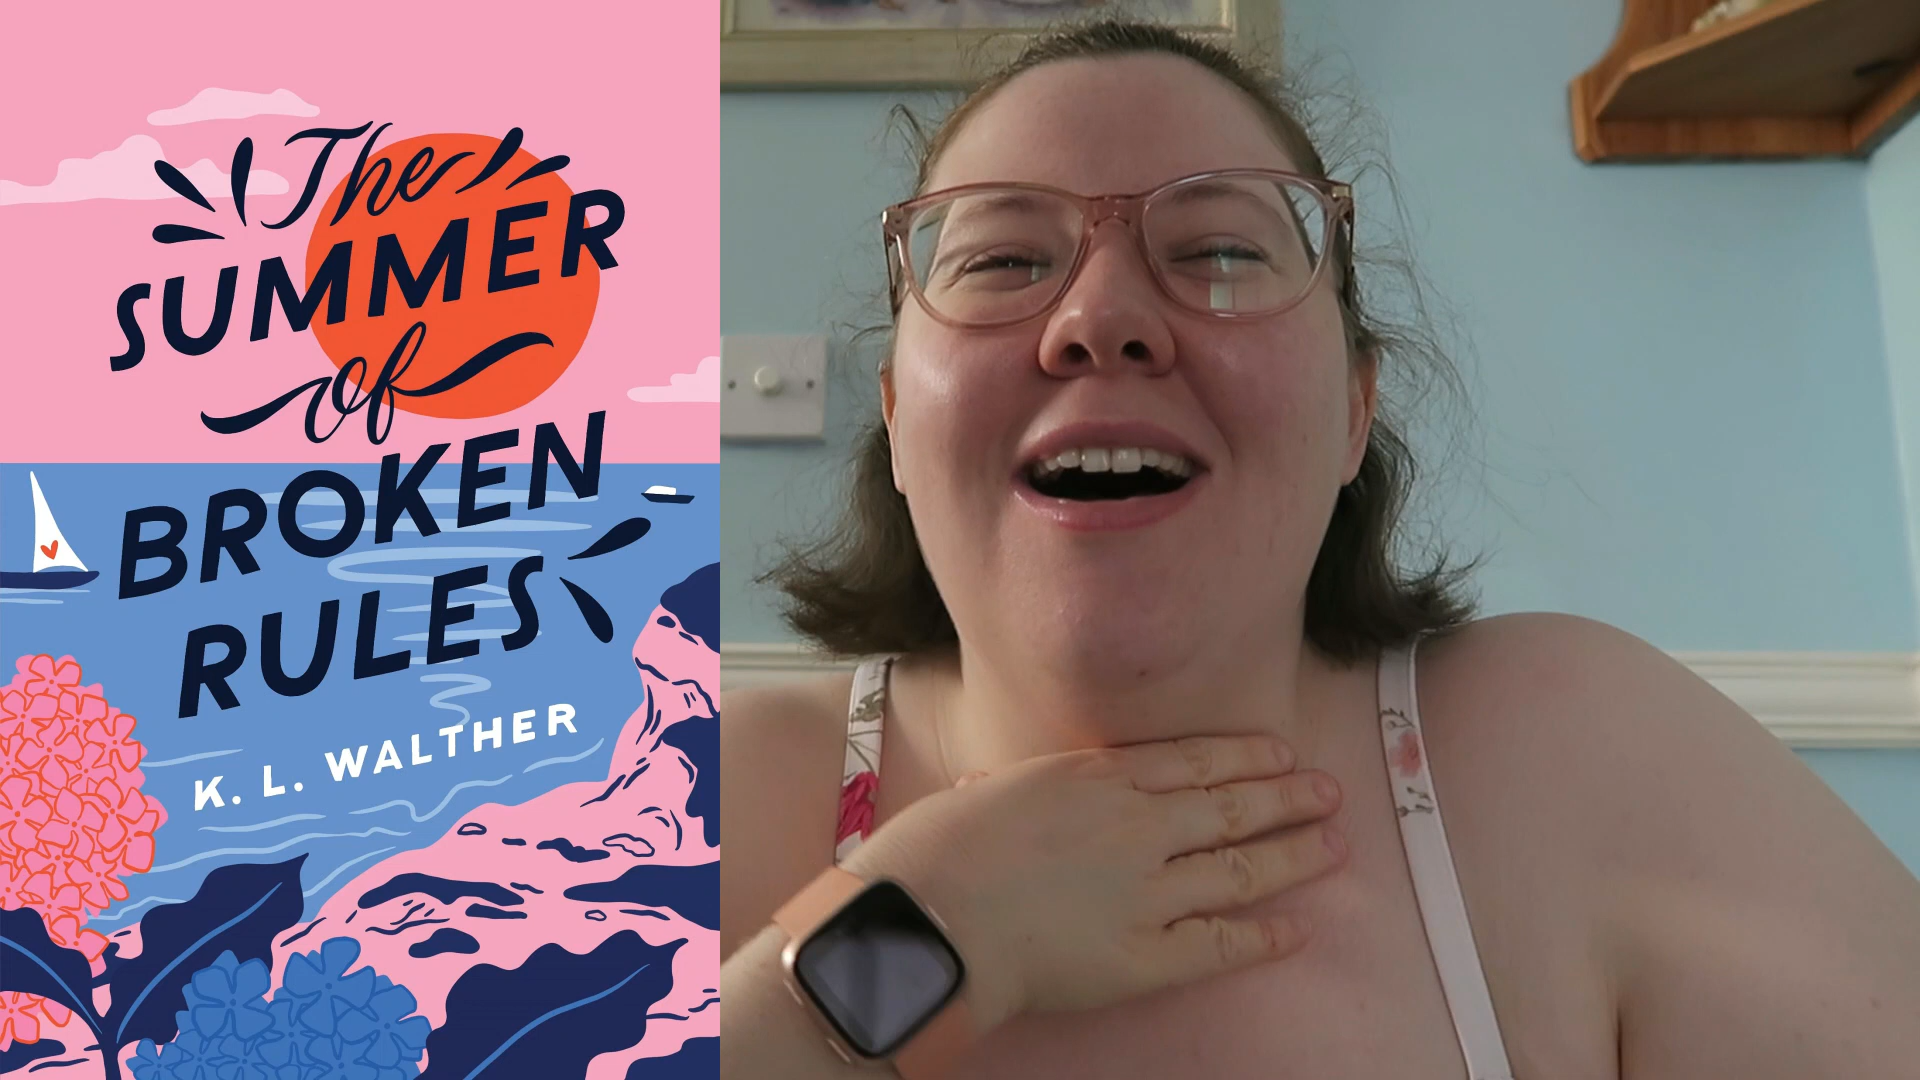 The
SUMMER
of
BROKEN
RULES
K. L. WALTHER